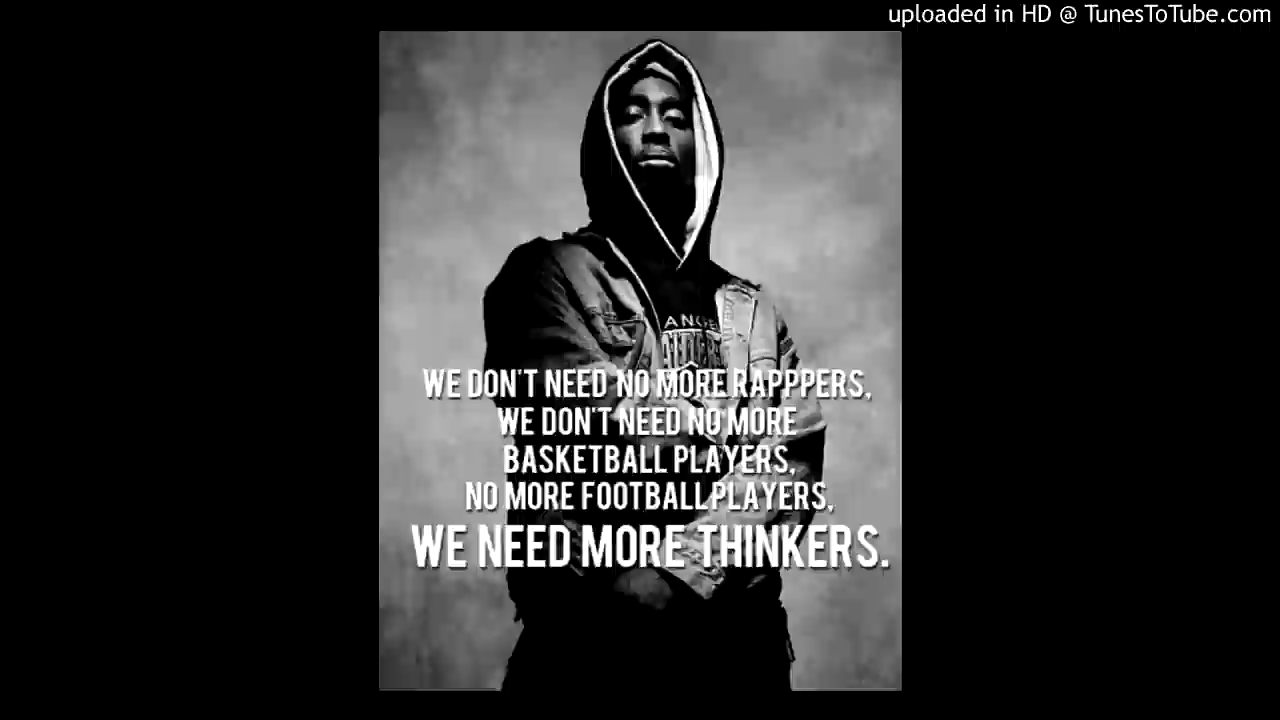 uploaded in HD @ TunesToTube.com
ANGE
WE DON'T NEED NO MORE RAPPPERS,
WE DON'T NEED NO MORE
BASKETBALL PLAYERS,
NO MORE FOOTBALL PLAYERS,
WE NEED MORE THINKERS.